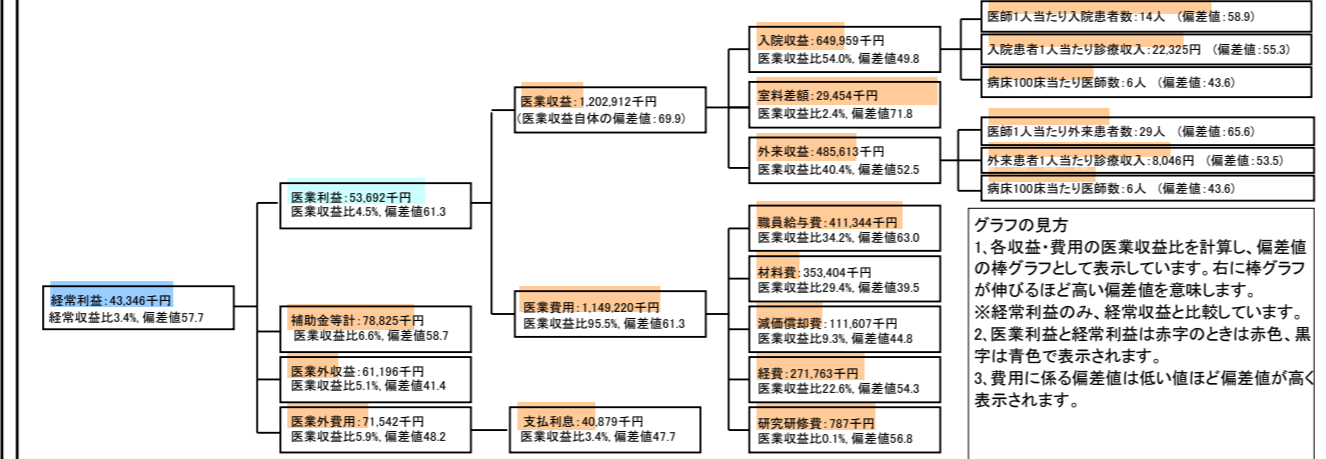 経常利益:43,346千円
経常収益比3.4%, 偏差値57.7
医業利益:53,692千円
医業収益比4.5%, 偏差値61.3
補助金等計:78,825千円
医業収益比6.6%, 偏差値58.7
医業外収益:61,196千円
医業収益比5.1%, 偏差値41.4
医業外費用:71,542千円
医業収益比5.9%, 偏差値48.2
医業収益:1,202,912千円
(医業収益自体の偏差値:69.9)
医業費用:1,149,220千円
医業収益比95.5%, 偏差値61.3
支払利息:40,879千円
医業収益比3.4%, 偏差値47.7
入院収益:649,959千円
医業収益比54.0%, 偏差値49.8
室料差額:29,454千円
医業収益比2.4%, 偏差値71.8
外来収益:485,613千円
医業収益比40.4%, 偏差値52.5
職員給与費:411,344千円
医業収益比34.2%, 偏差値63.0
材料費:353,404千円
医業収益比29.4%, 偏差値39.5
減価償却費:111,607千円
医業収益比9.3%, 偏差値44.8
経費:271,763千円
医業収益比22.6%, 偏差値54.3
研究研修費:787千円
医業収益比0.1%, 偏差値56.8
医師1人当たり入院患者数:14人 (偏差値:58.9)
入院患者1人当たり診療収入:22,325円 (偏差値:55.3)
病床100床当たり医師数:6人 (偏差値:43.6)
医師1人当たり外来患者数:29人 (偏差値:65.6)
外来患者1人当たり診療収入:8,046円 (偏差値:53.5)
病床100床当たり医師数:6人 (偏差値:43.6)
グラフの見方
1、各収益・費用の医業収益比を計算し、偏差値
の棒グラフとして表示しています。右に棒グラフ
が伸びるほど高い偏差値を意味します。
※経常利益のみ、経常収益と比較しています。
2、医業利益と経常利益は赤字のときは赤色、黒
字は青色で表示されます。
3、費用に係る偏差値は低い値ほど偏差値が高く
表示されます。